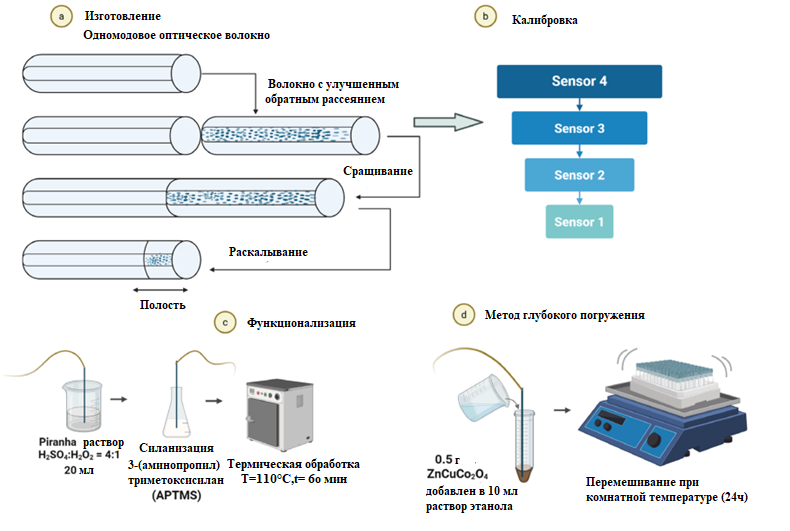 a Изготовление
Одномодовое оптическое волокно
Волокно с улучшенным
обратным рассеянием
Сращивание
Раскалывание
Полость
b Калибровка
Sensor 4
Sensor 3
Sensor 2
Sensor 1
c Функционализация
Piranha раствор
H₂SO₄:H₂O₂ = 4:1
20 мл
Силанизация
3-(аминопропил)
триметоксисилан
(APTMS)
Термическая обработка
T=110°C,t= 6o мин
d Метод глубокого погружения
0.5 г
ZnCuCo₂O₄
добавлен в 10 мл
раствор этанола
Перемешивание при
комнатной температуре (24ч)